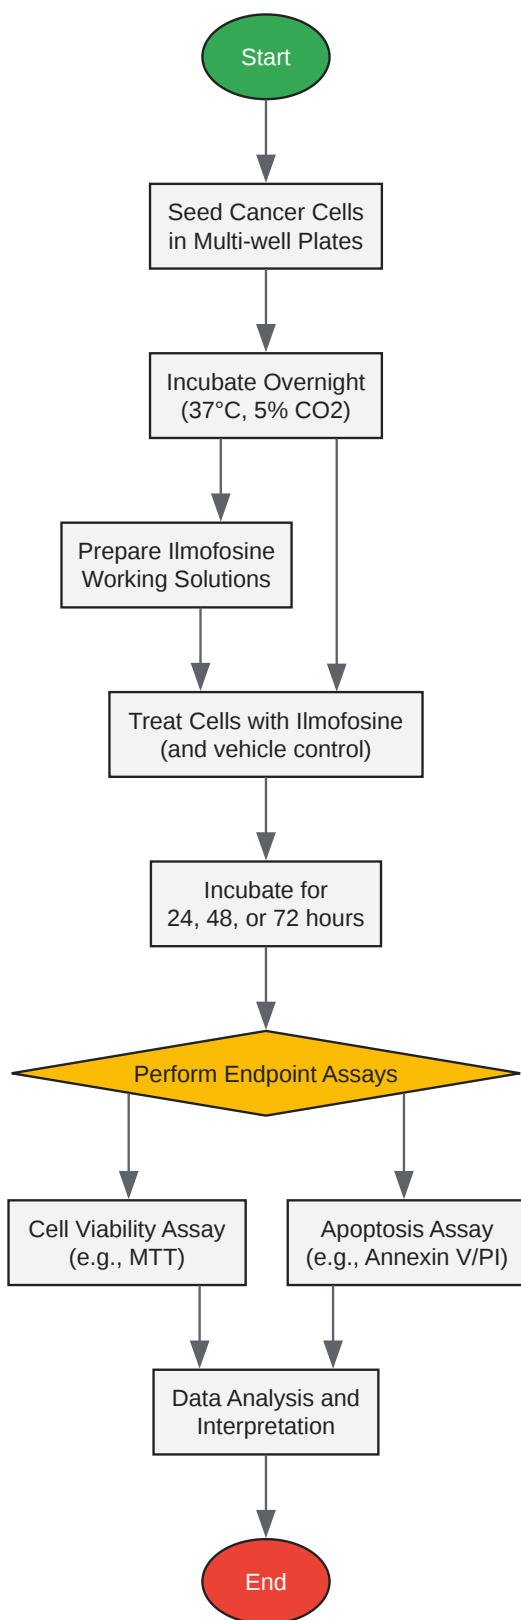 Start
Seed Cancer Cells
in Multi-well Plates
Incubate Overnight
(37°C, 5% CO2)
Prepare Ilmofosine
Working Solutions
Treat Cells with Ilmofosine
(and vehicle control)
Incubate for
24, 48, or 72 hours
Perform Endpoint Assays
Cell Viability Assay
(e.g., MTT)
Apoptosis Assay
(e.g., Annexin V/PI)
Data Analysis and
Interpretation
End